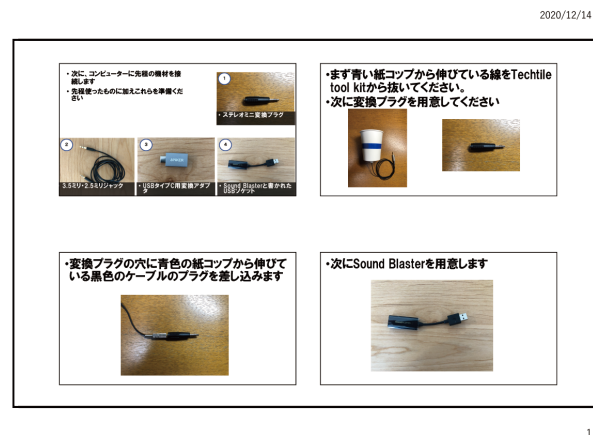 2020/12/14
・次に、コンピューターに先程の機材を接
続します
・先程使ったものに加えこれらを準備くだ
さい
1
・ステレオミニ変換プラグ
2
3.5ミリ・2.5ミリジャック
3
・USBタイプC用変換アダプ
タ
4
・Sound Blasterと書かれた
USBソケット
・まず青い紙コップから伸びている線をTechtile
tool kitから抜いてください。
・次に変換プラグを用意してください
・変換プラグの穴に青色の紙コップから伸びて
いる黒色のケーブルのプラグを差し込みます
・次にSound Blasterを用意します
1